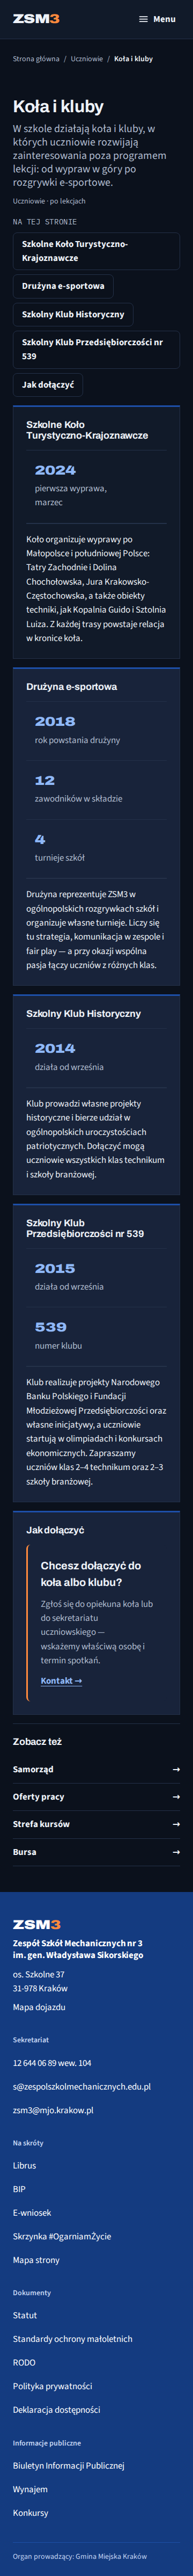 ZSM3
Menu
Strona główna / Uczniowie / Koła i kluby
Koła i kluby
W szkole działają koła i kluby, w
których uczniowie rozwijają
zainteresowania poza programem
lekcji: od wypraw w góry po
rozgrywki e-sportowe.
Uczniowie · po lekcjach
NA TEJ STRONIE
Szkolne Koło Turystyczno-
Krajoznawcze
Drużyna e-sportowa
Szkolny Klub Historyczny
Szkolny Klub Przedsiębiorczości nr
539
Jak dołączyć
Szkolne Koło
Turystyczno-Krajoznawcze
2024
pierwsza wyprawa,
marzec
Koło organizuje wyprawy po
Małopolsce i południowej Polsce:
Tatry Zachodnie i Dolina
Chochołowska, Jura Krakowsko-
Częstochowska, a także obiekty
techniki, jak Kopalnia Guido i Sztolnia
Luiza. Z każdej trasy powstaje relacja
w kronice koła.
Drużyna e-sportowa
2018
rok powstania drużyny
12
zawodników w składzie
4
turnieje szkół
Drużyna reprezentuje ZSM3 w
ogólnopolskich rozgrywkach szkół i
organizuje własne turnieje. Liczy się
tu strategia, komunikacja w zespole i
fair play — a przy okazji wspólna
pasja łączy uczniów z różnych klas.
Szkolny Klub Historyczny
2014
działa od września
Klub prowadzi własne projekty
historyczne i bierze udział w
ogólnopolskich uroczystościach
patriotycznych. Dołączyć mogą
uczniowie wszystkich klas technikum
i szkoły branżowej.
Szkolny Klub
Przedsiębiorczości nr 539
2015
działa od września
539
numer klubu
Klub realizuje projekty Narodowego
Banku Polskiego i Fundacji
Młodzieżowej Przedsiębiorczości oraz
własne inicjatywy, a uczniowie
startują w olimpiadach i konkursach
ekonomicznych. Zapraszamy
uczniów klas 2–4 technikum oraz 2–3
szkoły branżowej.
Jak dołączyć
Chcesz dołączyć do
koła albo klubu?
Zgłoś się do opiekuna koła lub
do sekretariatu
uczniowskiego —
wskażemy właściwą osobę i
termin spotkań.
Kontakt →
Zobacz też
Samorząd →
Oferty pracy →
Strefa kursów →
Bursa →
ZSM3
Zespół Szkół Mechanicznych nr 3
im. gen. Władysława Sikorskiego
os. Szkolne 37
31-978 Kraków
Mapa dojazdu
Sekretariat
12 644 06 89 wew. 104
s@zespolszkolmechanicznych.edu.pl
zsm3@mjo.krakow.pl
Na skróty
Librus
BIP
E-wniosek
Skrzynka #OgarniamŻycie
Mapa strony
Dokumenty
Statut
Standardy ochrony małoletnich
RODO
Polityka prywatności
Deklaracja dostępności
Informacje publiczne
Biuletyn Informacji Publicznej
Wynajem
Konkursy
Organ prowadzący: Gmina Miejska Kraków